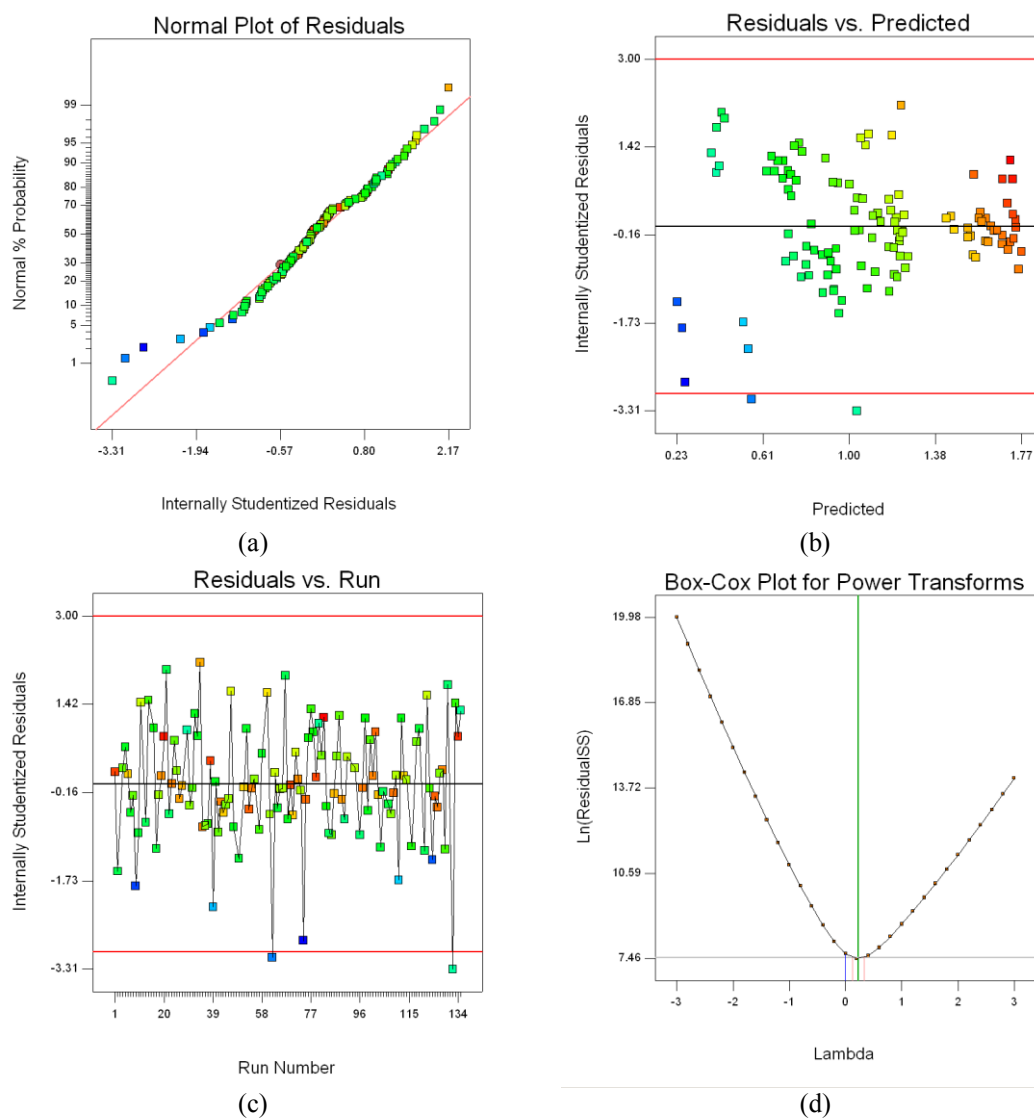 Normal Plot of Residuals
Normal % Probability
99
95
90
80
70
50
30
20
10
5
1
-3.31 -1.94 -0.57 0.80 2.17
Internally Studentized Residuals
(a)
Residuals vs. Predicted
Internally Studentized Residuals
3.00
1.42
-0.16
-1.73
-3.31
0.23 0.61 1.00 1.38 1.77
Predicted
(b)
Residuals vs. Run
Internally Studentized Residuals
3.00
1.42
-0.16
-1.73
-3.31
1 20 39 58 77 96 115 134
Run Number
(c)
Box-Cox Plot for Power Transforms
Ln(ResidualSS)
19.98
16.85
13.72
10.59
7.46
-3 -2 -1 0 1 2 3
Lambda
(d)